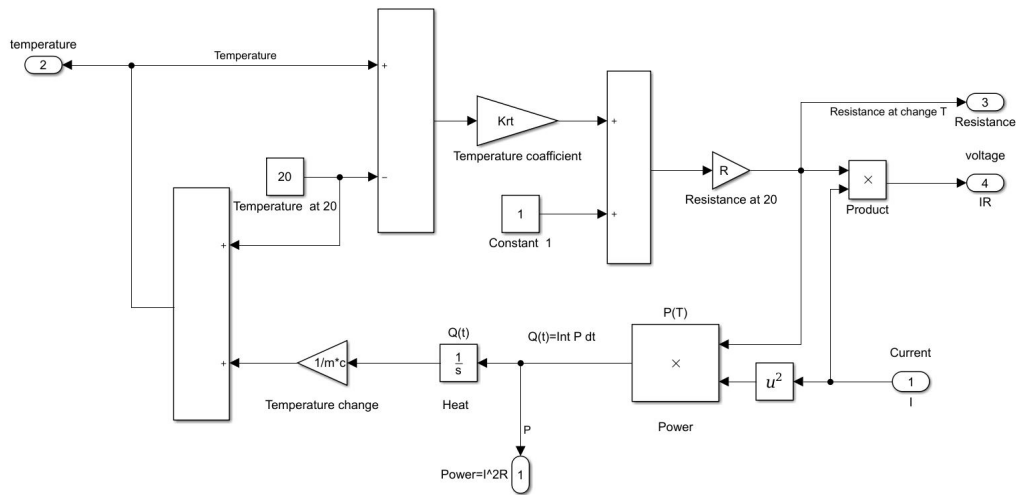 temperature
2
Temperature
+
−
20
Temperature at 20
Krt
Temperature coafficient
+
+
1
Constant 1
R
Resistance at 20
Resistance at change T
3
Resistance
voltage
×
Product
4
IR
+
+
1/m*c
Temperature change
Q(t)
1
s
Heat
Q(t)=Int P dt
P
Power=I^2R
1
P(T)
×
Power
u²
Current
1
I